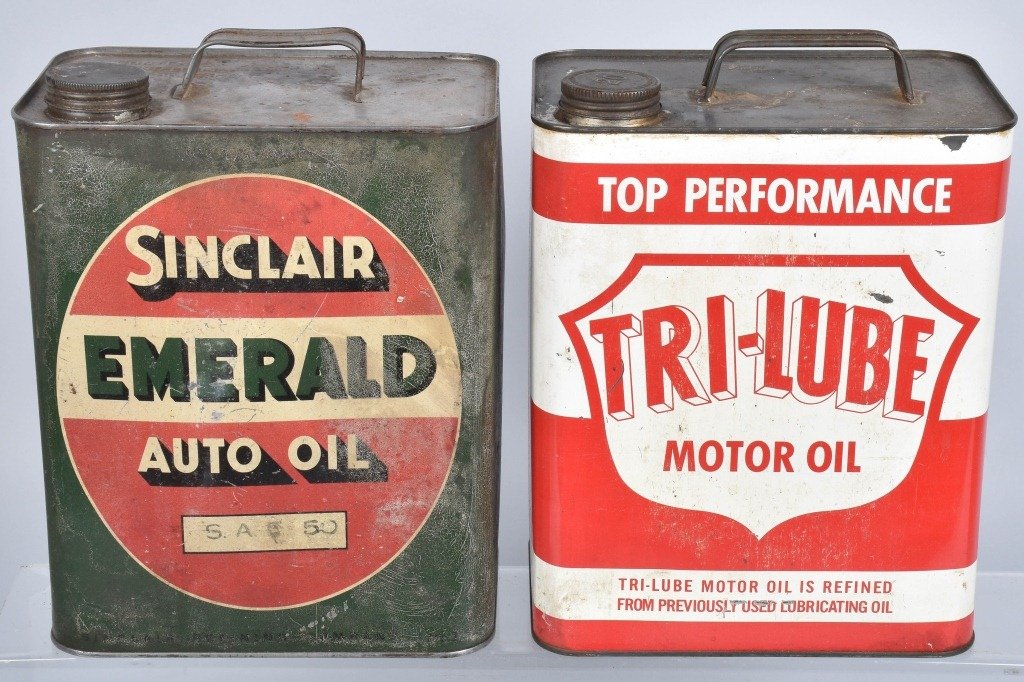 SINCLAIR
EMERALD
AUTO OIL
S.A.E 50
TOP PERFORMANCE
TRI-LUBE
MOTOR OIL
TRI-LUBE MOTOR OIL IS REFINED
FROM PREVIOUSLY USED LUBRICATING OIL